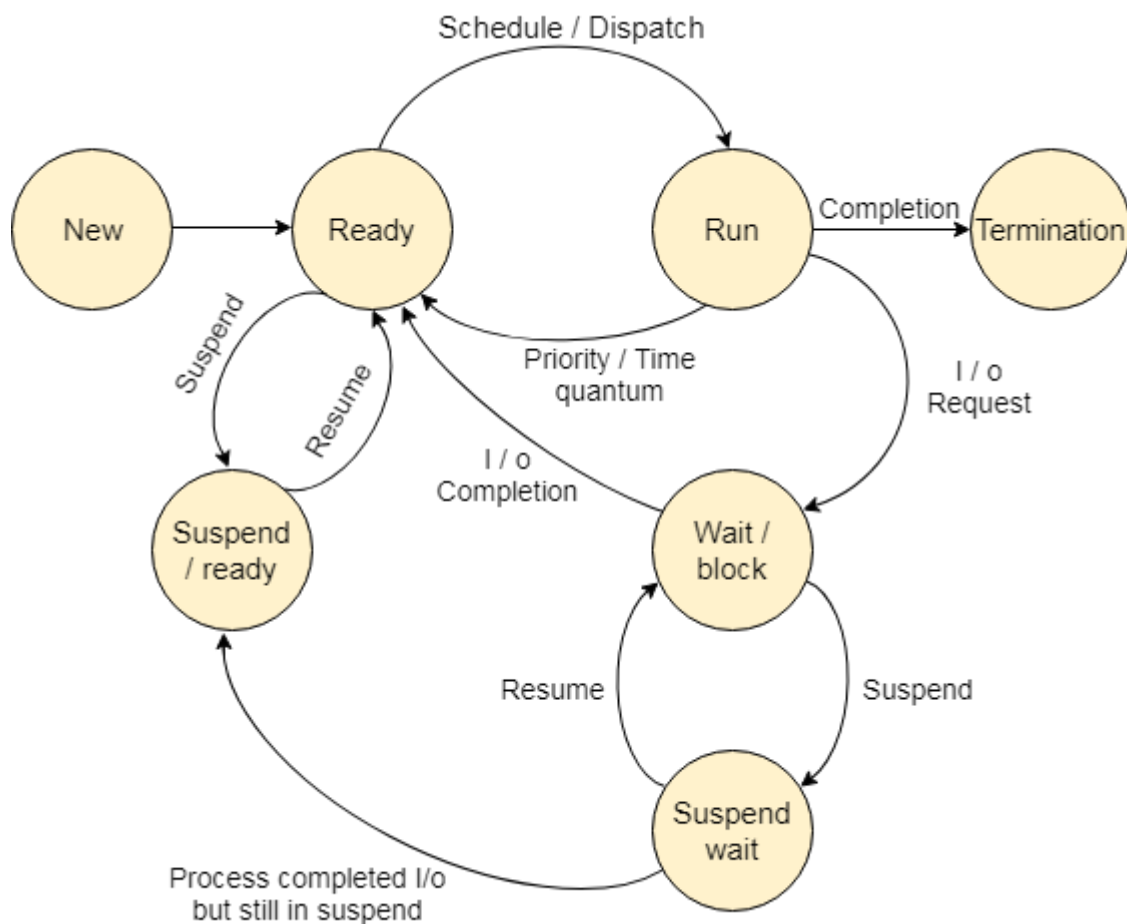 Schedule / Dispatch
New
Ready
Run
Completion
Termination
Suspend
Resume
Priority / Time
quantum
I / o
Request
I / o
Completion
Suspend
/ ready
Wait /
block
Resume
Suspend
Suspend
wait
Process completed I/o
but still in suspend